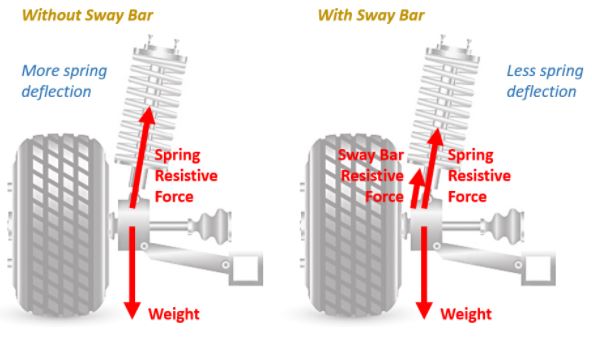 Without Sway Bar
More spring
deflection
Spring
Resistive
Force
Weight
With Sway Bar
Less spring
deflection
Sway Bar
Resistive
Force
Spring
Resistive
Force
Weight